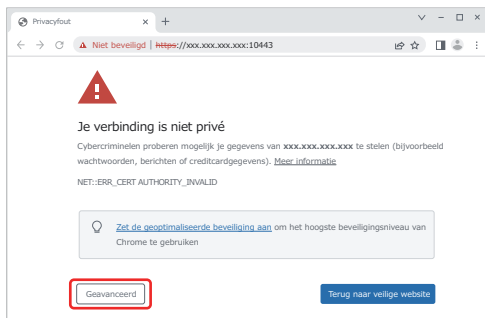 Privacyfout
Niet beveiligd | https://xxx.xxx.xxx.xxx:10443
Je verbinding is niet privé
Cybercriminelen proberen mogelijk je gegevens van xxx.xxx.xxx.xxx te stelen (bijvoorbeeld
wachtwoorden, berichten of creditcardgegevens). Meer informatie
NET::ERR_CERT AUTHORITY_INVALID
Zet de geoptimaliseerde beveiliging aan om het hoogste beveiligingsniveau van
Chrome te gebruiken
Geavanceerd
Terug naar veilige website